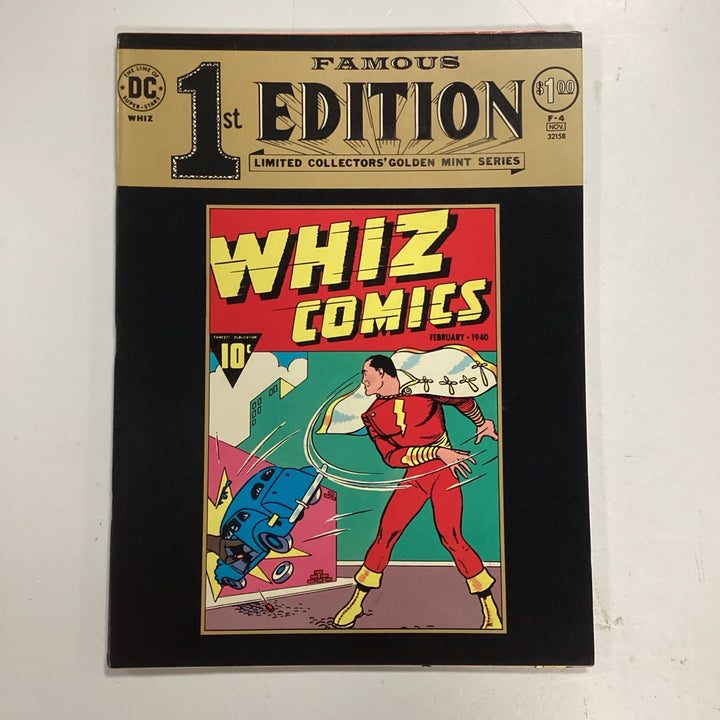 THE LINE OF
DC
SUPER-STARS
WHIZ
FAMOUS
1st EDITION
LIMITED COLLECTORS' GOLDEN MINT SERIES
$1.00
F-4
NOV.
32158
WHIZ
COMICS
FEBRUARY · 1940
FAWCETT PUBLICATION
10¢